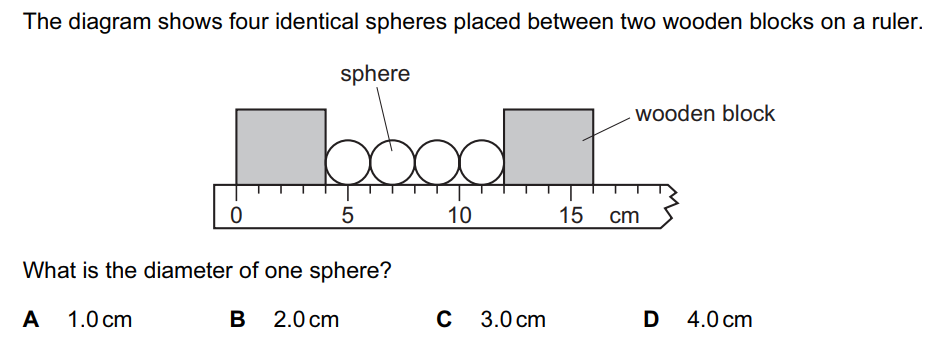 The diagram shows four identical spheres placed between two wooden blocks on a ruler.
sphere
wooden block
0 5 10 15 cm
What is the diameter of one sphere?
A 1.0 cm B 2.0 cm C 3.0 cm D 4.0 cm